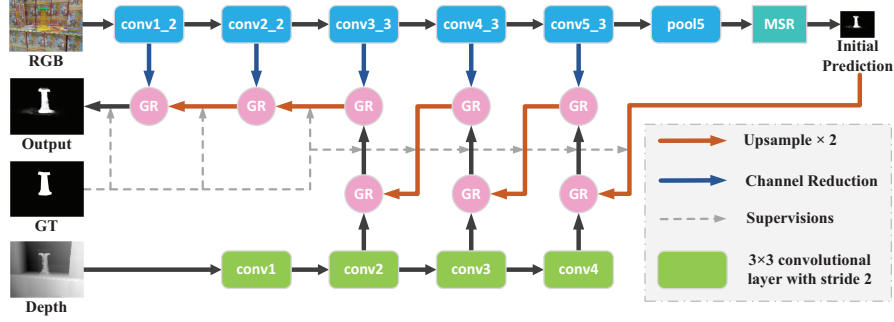 conv1_2 conv2_2 conv3_3 conv4_3 conv5_3 pool5 MSR
RGB
Initial
Prediction
GR GR GR GR GR
Output
Upsample × 2
Channel Reduction
GT
GR GR GR
Supervisions
conv1 conv2 conv3 conv4
3×3 convolutional
layer with stride 2
Depth